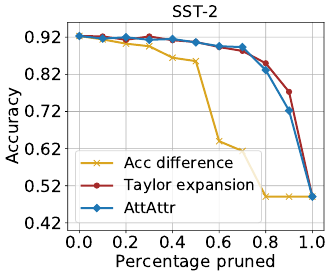 SST-2
Accuracy
0.92
0.82
0.72
0.62
0.52
0.42
Acc difference
Taylor expansion
AttAttr
0.0 0.2 0.4 0.6 0.8 1.0
Percentage pruned